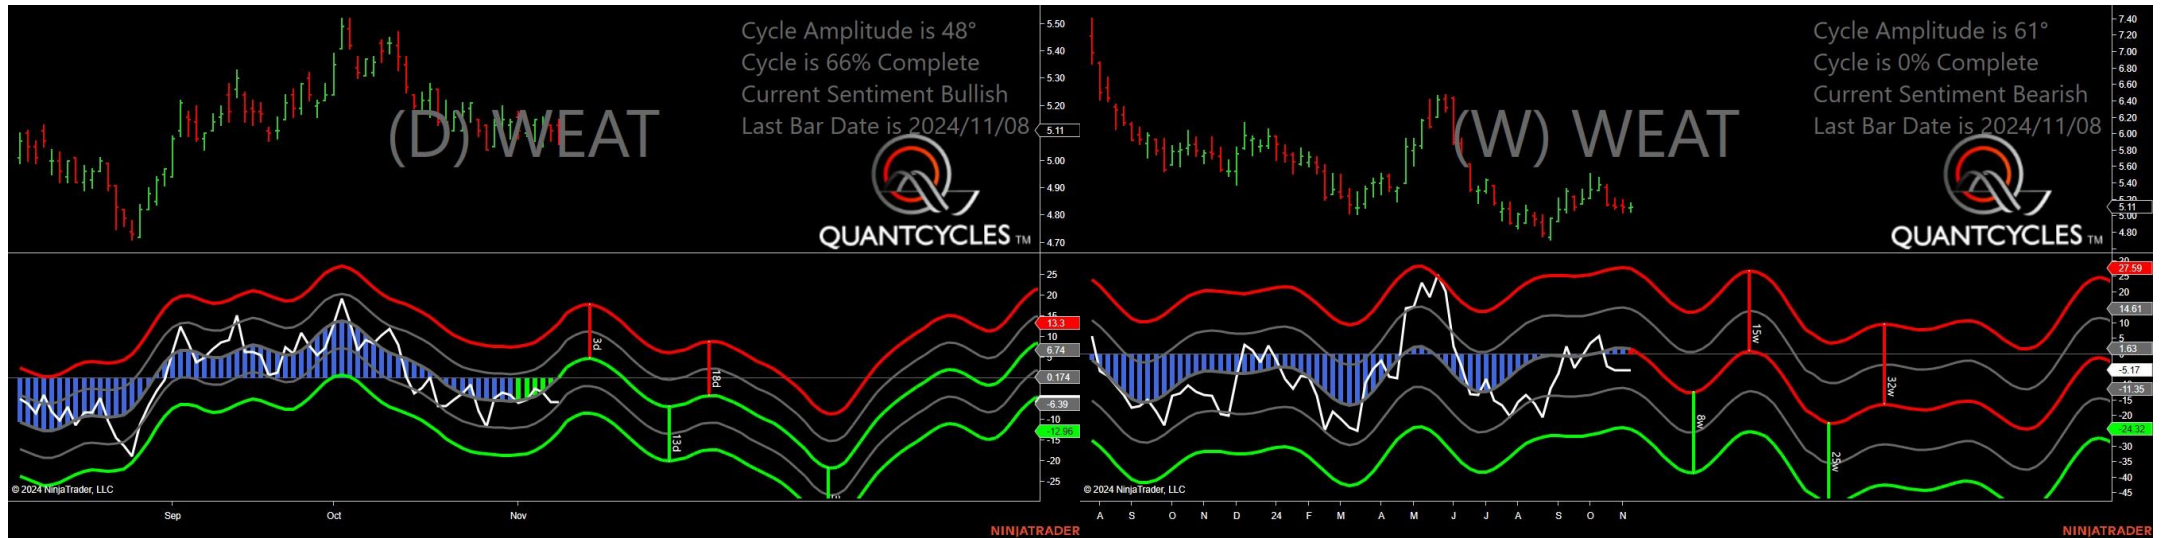 Cycle Amplitude is 48°
Cycle is 66% Complete
Current Sentiment Bullish
Last Bar Date is 2024/11/08
(D) WEAT
QUANTCYCLES TM
5.50
5.40
5.30
5.20
5.11
5.00
4.90
4.80
4.70
25
20
13.3
10
6.74
0.174
-6.39
-10
-12.96
-15
-20
-25
3d
18d
13d
© 2024 NinjaTrader, LLC
Sep
Oct
Nov
NINJATRADER
Cycle Amplitude is 61°
Cycle is 0% Complete
Current Sentiment Bearish
Last Bar Date is 2024/11/08
(W) WEAT
QUANTCYCLES TM
7.40
7.20
7.00
6.80
6.60
6.40
6.20
6.00
5.80
5.60
5.40
5.20
5.11
5.00
4.80
30
27.59
25
20
14.61
10
1.63
-5.17
-11.35
-15
-20
-24.32
-30
-35
-40
-45
15w
32w
8w
25w
© 2024 NinjaTrader, LLC
A S O N D 24 F M A M J J A S O N
NINJATRADER